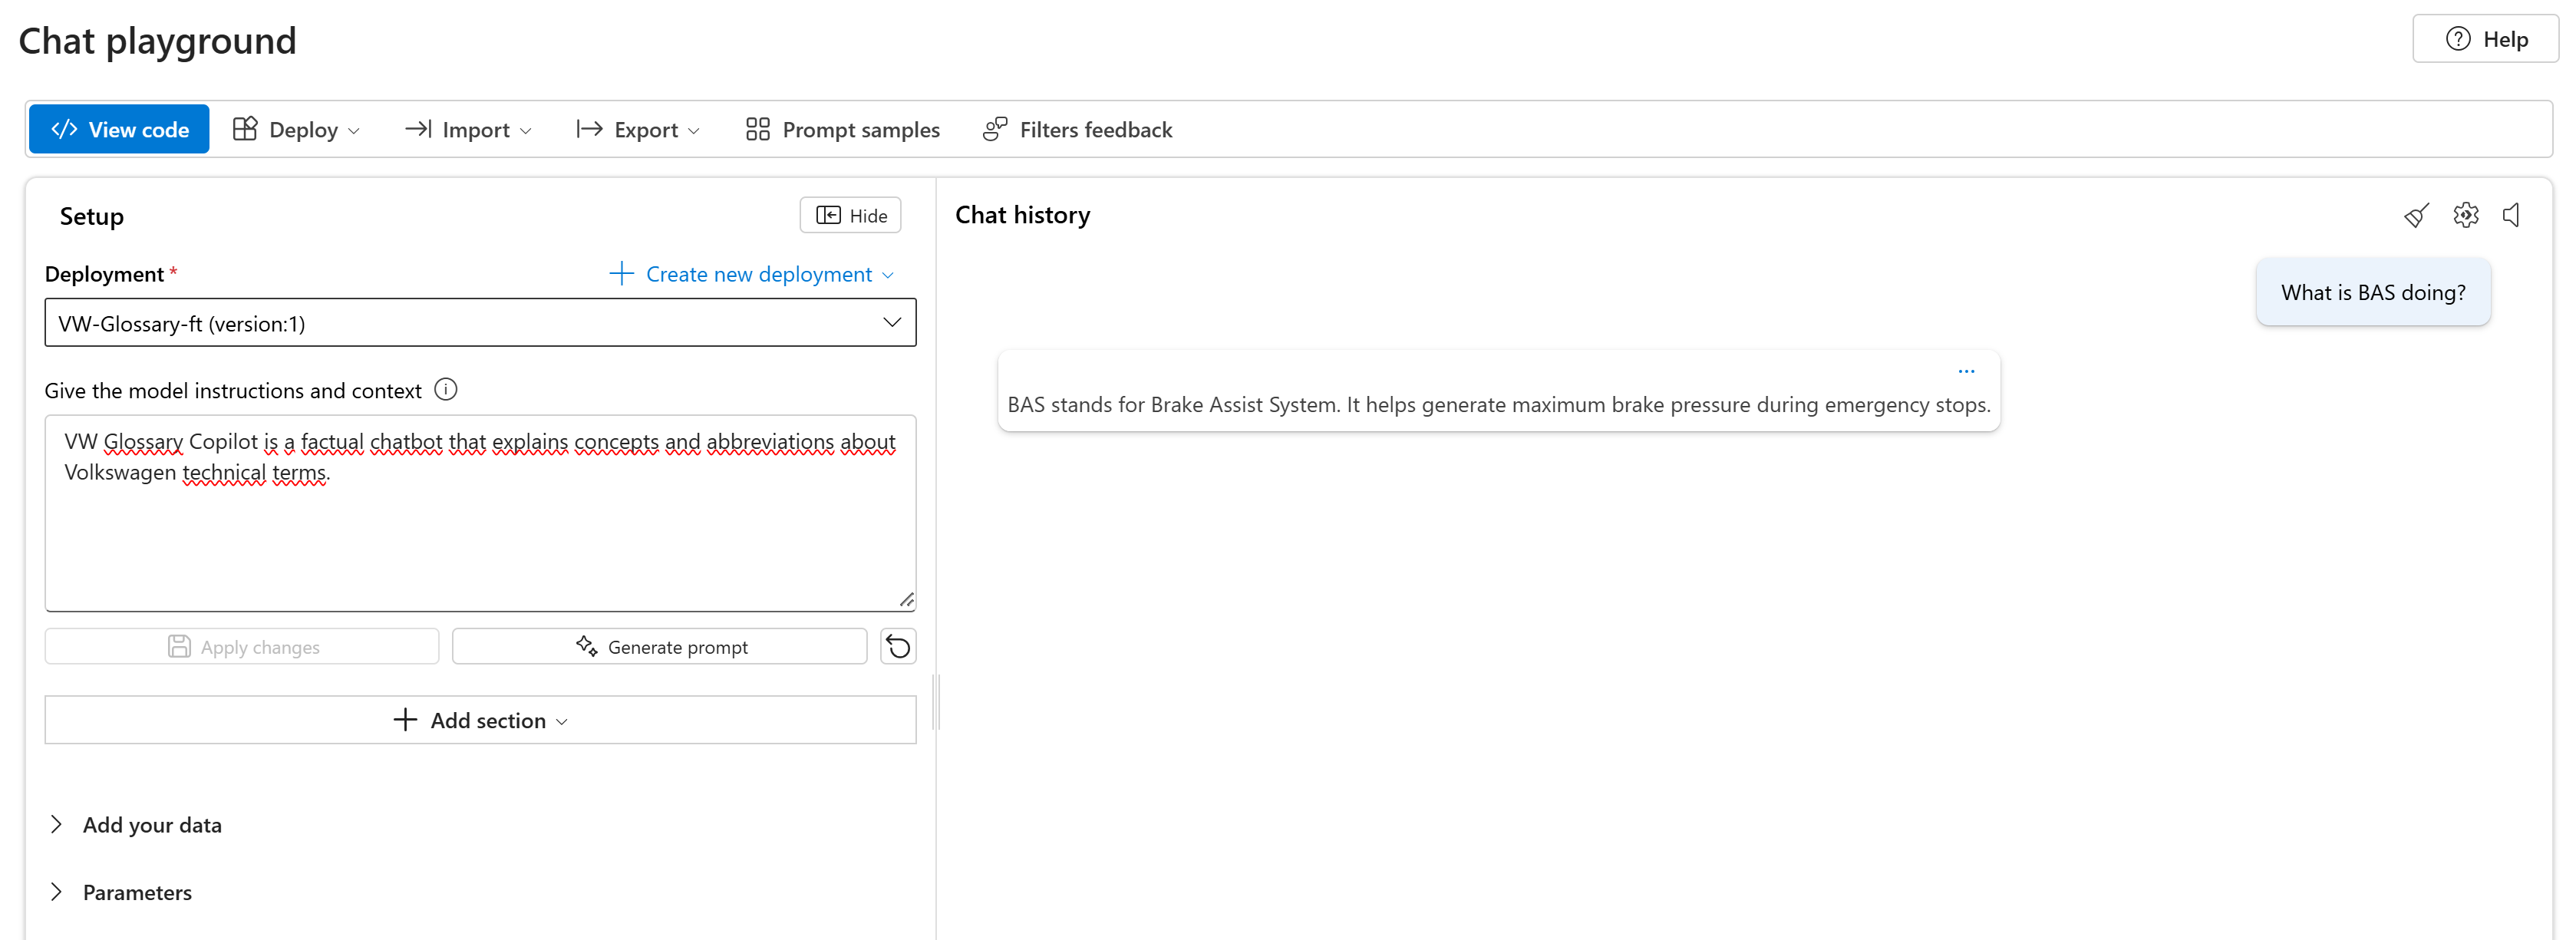 Chat playground
Help
View code
Deploy
Import
Export
Prompt samples
Filters feedback
Setup
Hide
Deployment *
Create new deployment
VW-Glossary-ft (version:1)
Give the model instructions and context
VW Glossary Copilot is a factual chatbot that explains concepts and abbreviations about
Volkswagen technical terms.
Apply changes
Generate prompt
Add section
Add your data
Parameters
Chat history
What is BAS doing?
BAS stands for Brake Assist System. It helps generate maximum brake pressure during emergency stops.